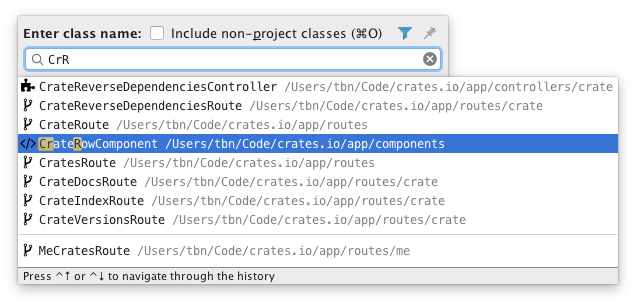 Enter class name: Include non-project classes (⌘O)
CrR
CrateReverseDependenciesController /Users/tbn/Code/crates.io/app/controllers/crate
CrateReverseDependenciesRoute /Users/tbn/Code/crates.io/app/routes/crate
CrateRoute /Users/tbn/Code/crates.io/app/routes
CrateRowComponent /Users/tbn/Code/crates.io/app/components
CratesRoute /Users/tbn/Code/crates.io/app/routes
CrateDocsRoute /Users/tbn/Code/crates.io/app/routes/crate
CrateIndexRoute /Users/tbn/Code/crates.io/app/routes/crate
CrateVersionsRoute /Users/tbn/Code/crates.io/app/routes/crate
MeCratesRoute /Users/tbn/Code/crates.io/app/routes/me
Press ^↑ or ^↓ to navigate through the history